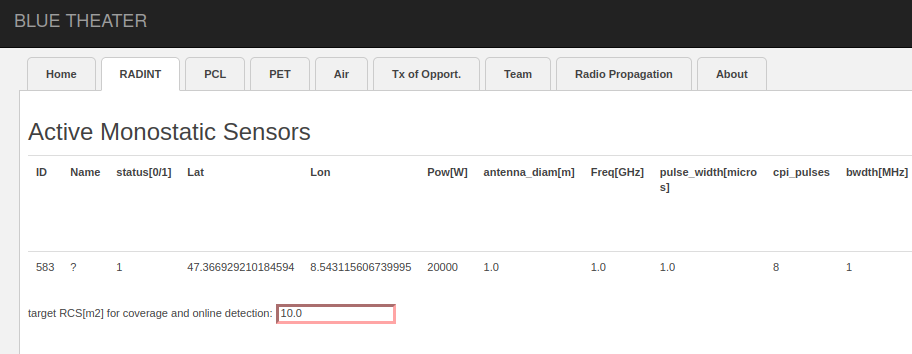 BLUE THEATER
Home RADINT PCL PET Air Tx of Opport. Team Radio Propagation About
Active Monostatic Sensors
ID Name status[0/1] Lat Lon Pow[W] antenna_diam[m] Freq[GHz] pulse_width[micro cpi_pulses bwdth[MHz]
s]
583 ? 1 47.366929210184594 8.543115606739995 20000 1.0 1.0 1.0 8 1
target RCS[m2] for coverage and online detection: 10.0